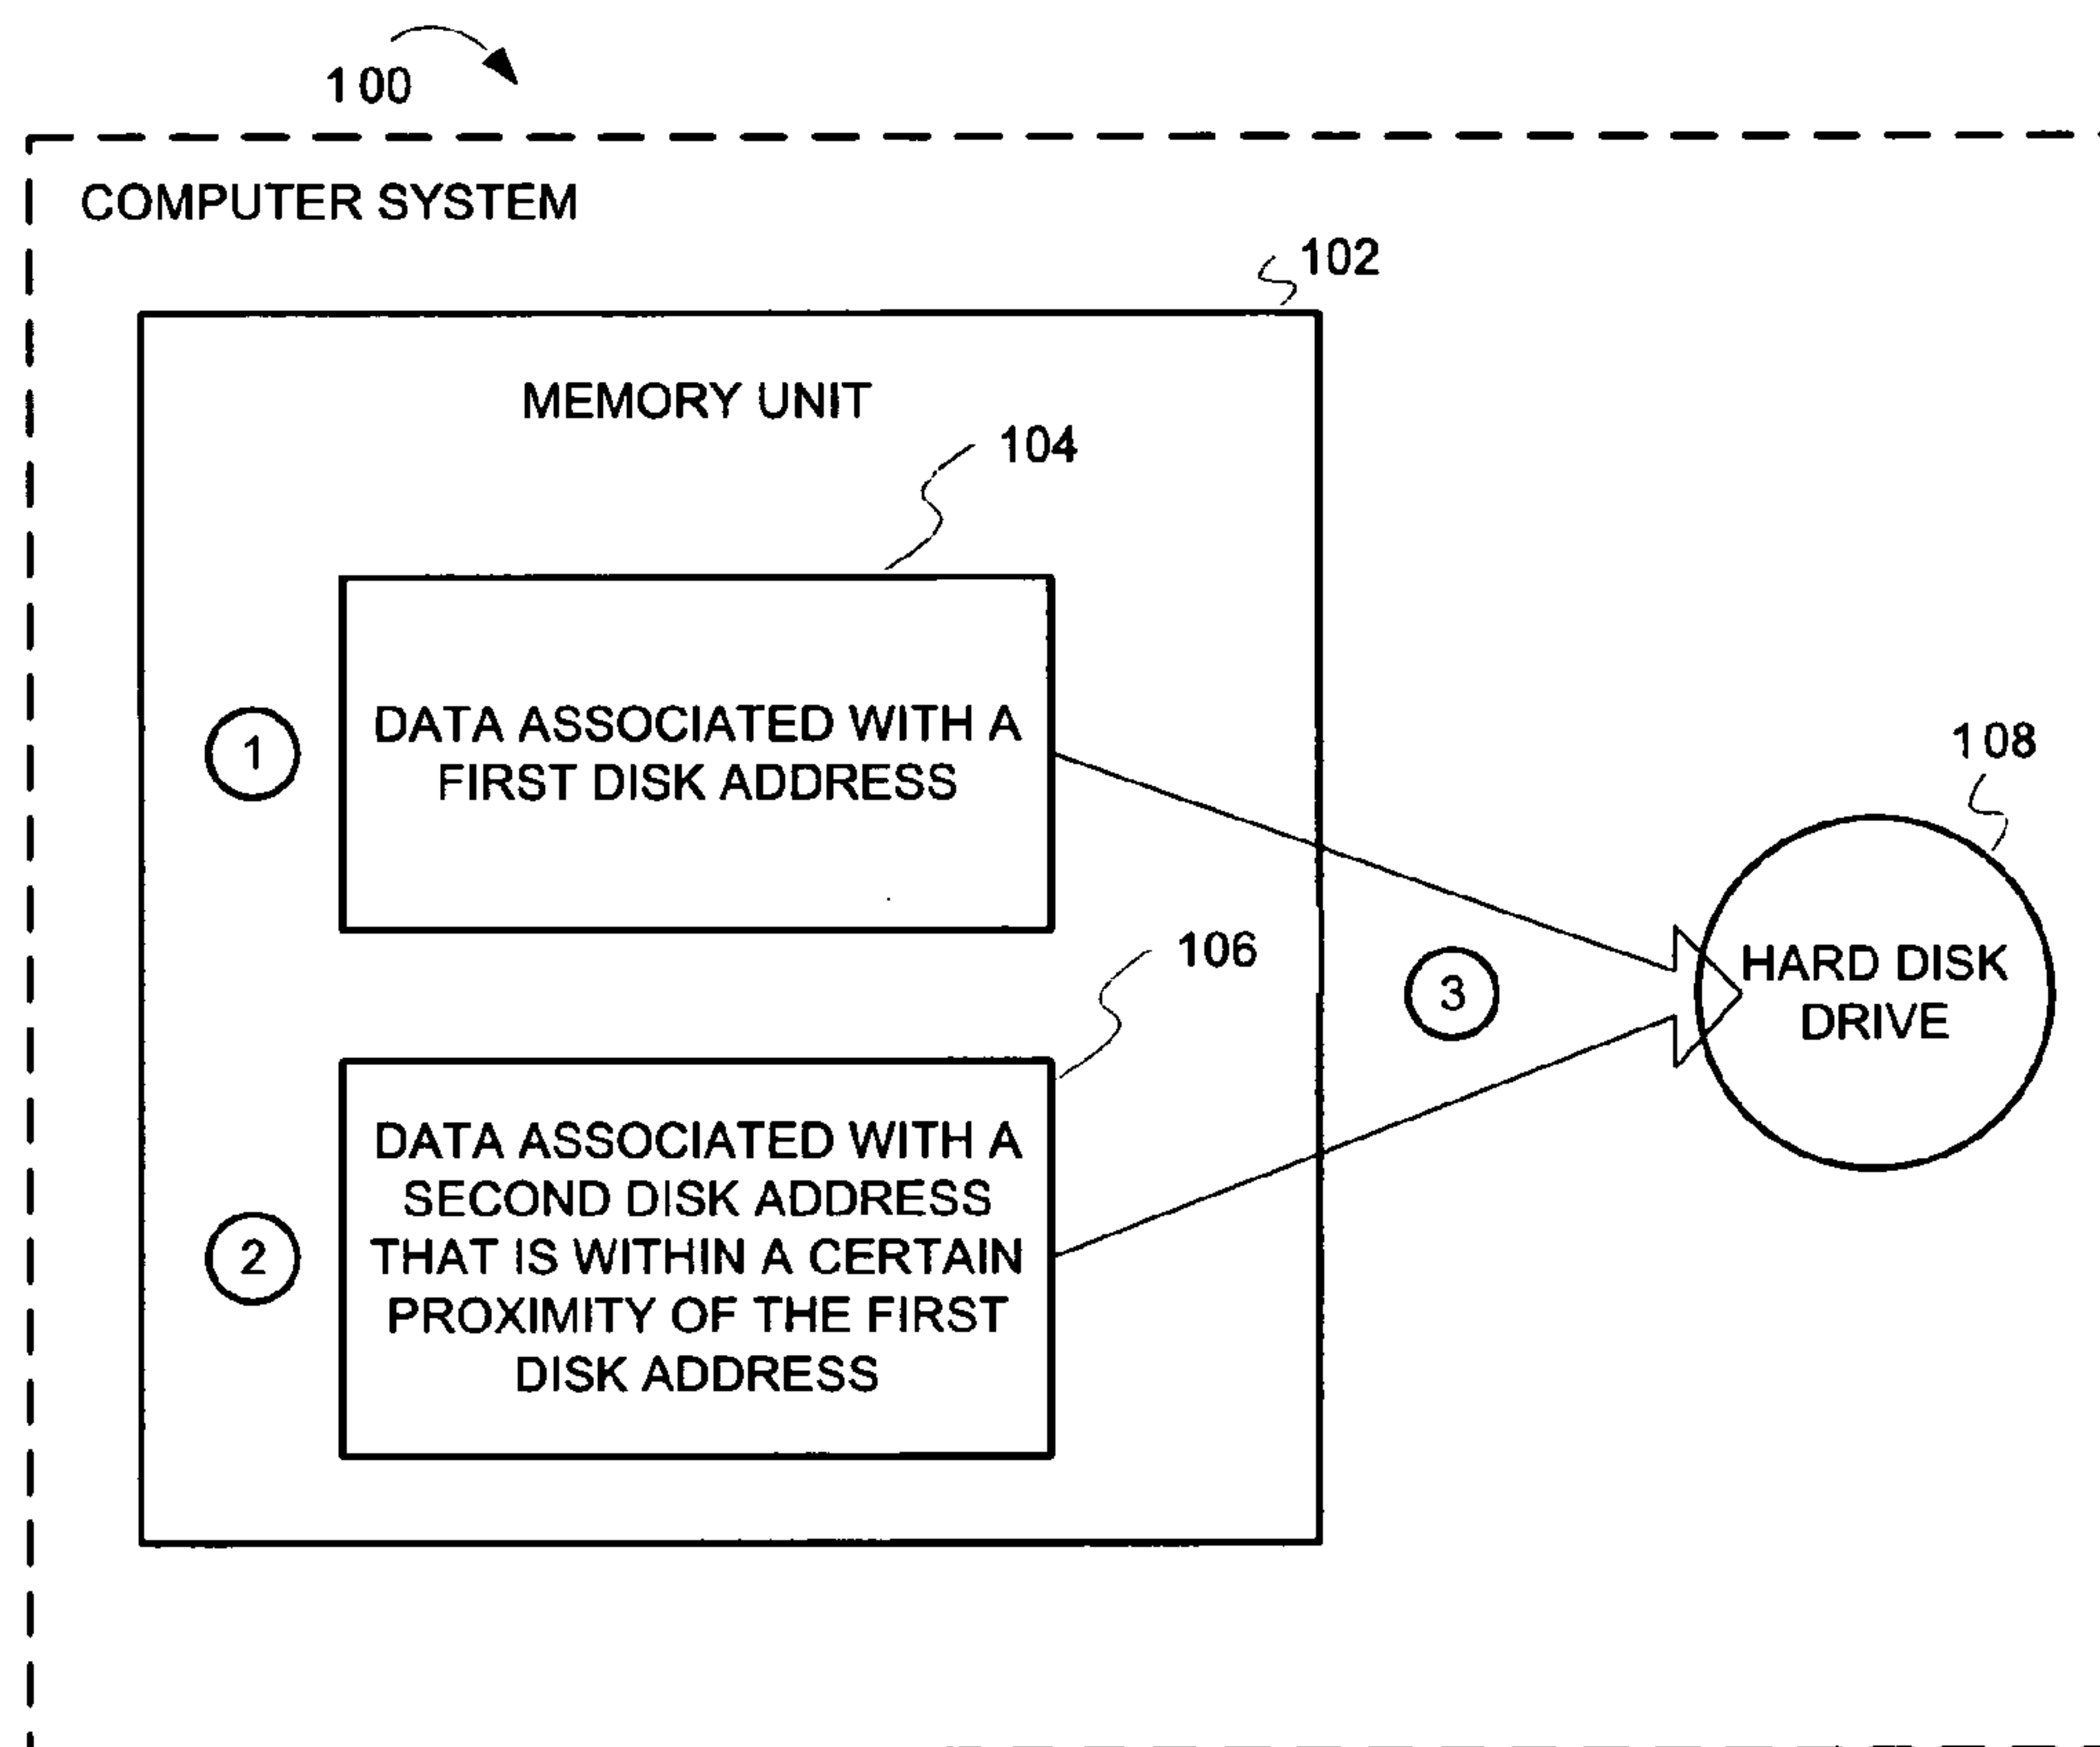 100
COMPUTER SYSTEM
102
MEMORY UNIT
104
1
DATA ASSOCIATED WITH A
FIRST DISK ADDRESS
108
106
3
HARD DISK
DRIVE
2
DATA ASSOCIATED WITH A
SECOND DISK ADDRESS
THAT IS WITHIN A CERTAIN
PROXIMITY OF THE FIRST
DISK ADDRESS